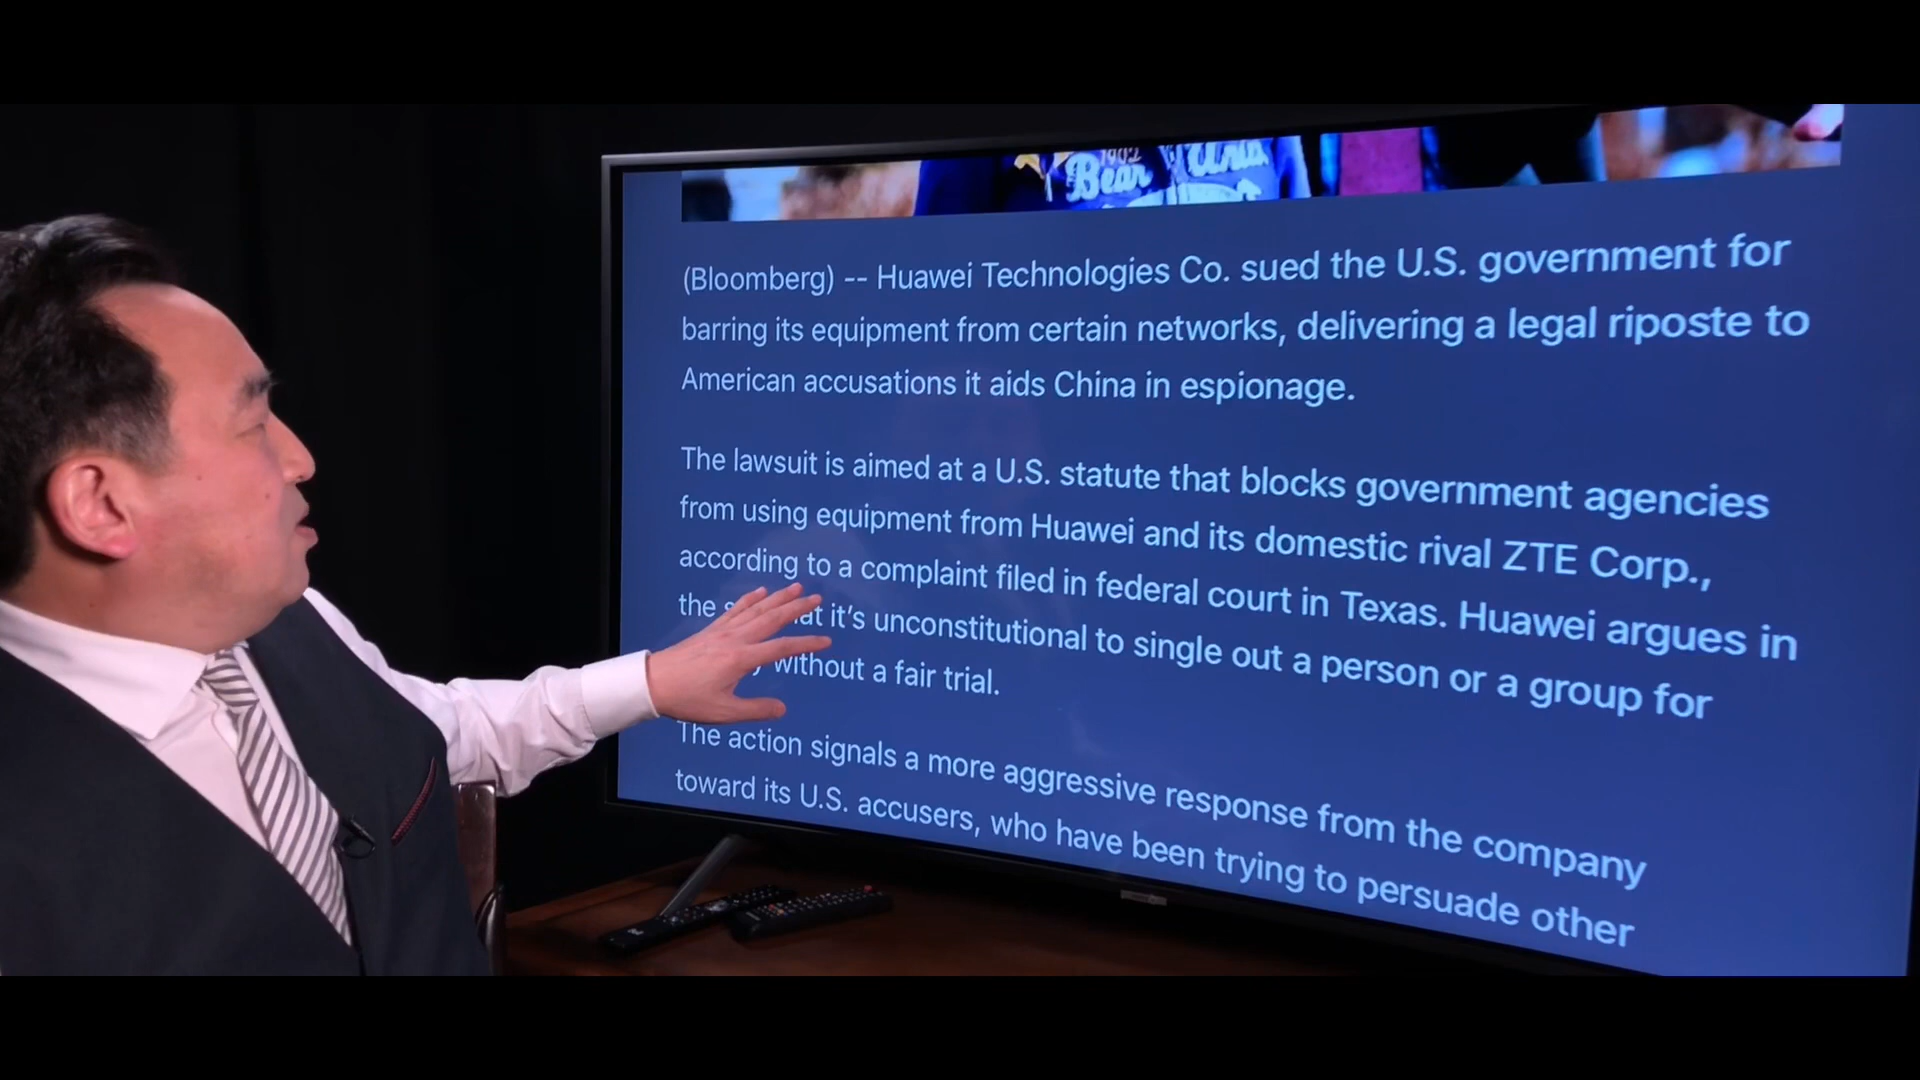 1902
Bear
(Bloomberg) -- Huawei Technologies Co. sued the U.S. government for
barring its equipment from certain networks, delivering a legal riposte to
American accusations it aids China in espionage.
The lawsuit is aimed at a U.S. statute that blocks government agencies
from using equipment from Huawei and its domestic rival ZTE Corp.,
according to a complaint filed in federal court in Texas. Huawei argues in
the it's unconstitutional to single out a person or a group for
without a fair trial.
The action signals a more aggressive response from the company
toward its U.S. accusers, who have been trying to persuade other